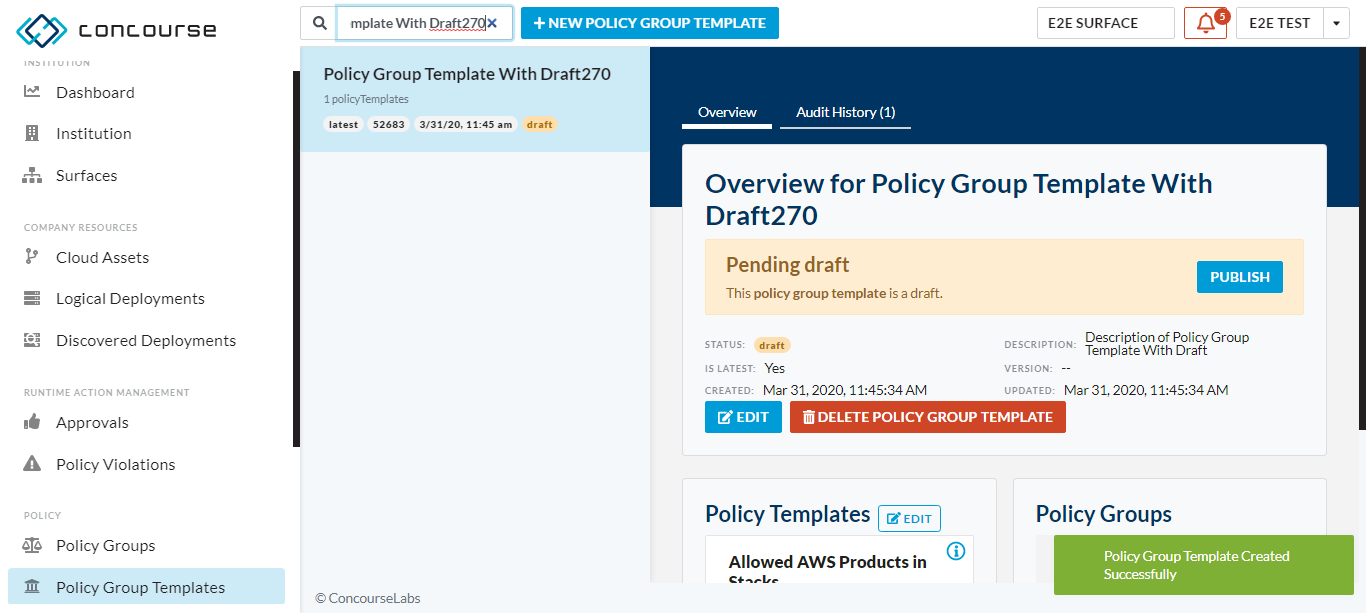 concourse
mplate With Draft270
NEW POLICY GROUP TEMPLATE
E2E SURFACE
5
E2E TEST
INSTITUTION
Dashboard
Institution
Surfaces
COMPANY RESOURCES
Cloud Assets
Logical Deployments
Discovered Deployments
RUNTIME ACTION MANAGEMENT
Approvals
Policy Violations
POLICY
Policy Groups
Policy Group Templates
Policy Group Template With Draft270
1 policyTemplates
latest 52683 3/31/20, 11:45 am draft
Overview
Audit History (1)
Overview for Policy Group Template With
Draft270
Pending draft
This policy group template is a draft.
PUBLISH
STATUS: draft
IS LATEST: Yes
CREATED: Mar 31, 2020, 11:45:34 AM
DESCRIPTION: Description of Policy Group
Template With Draft
VERSION: --
UPDATED: Mar 31, 2020, 11:45:34 AM
EDIT
DELETE POLICY GROUP TEMPLATE
Policy Templates
EDIT
Allowed AWS Products in
Stacks
Policy Groups
Policy Group Template Created
Successfully
© ConcourseLabs